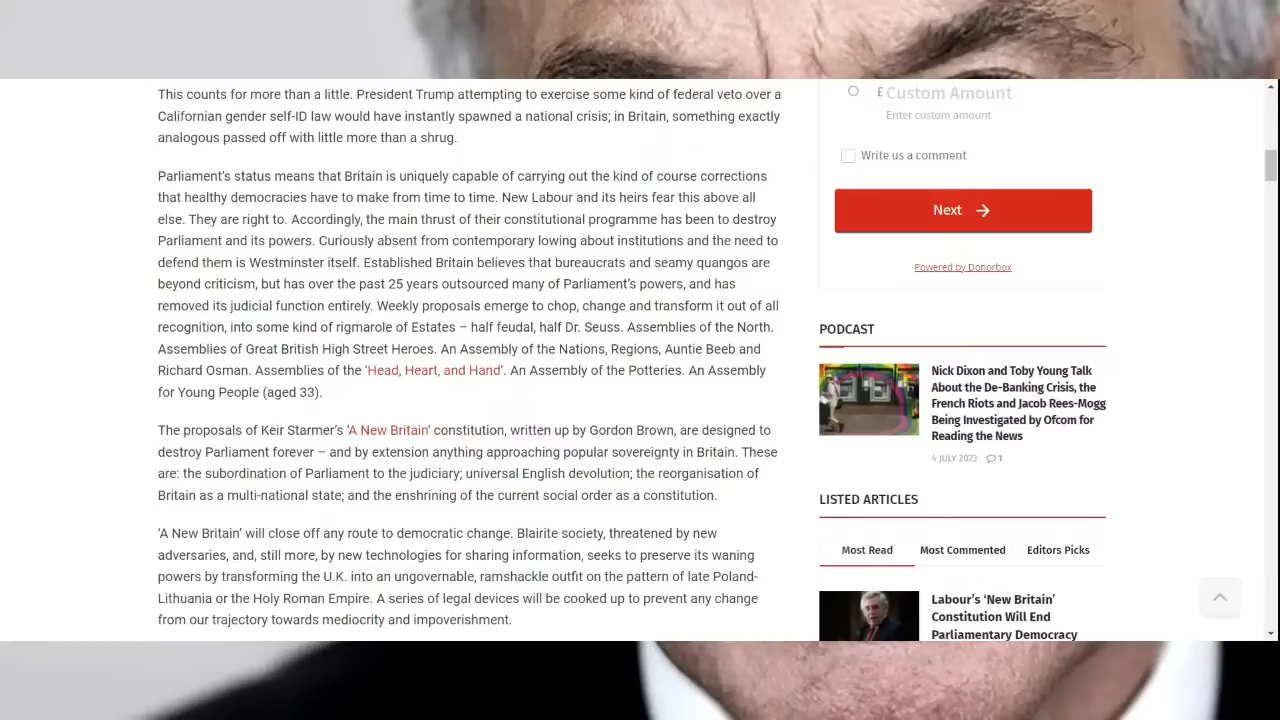 This counts for more than a little. President Trump attempting to exercise some kind of federal veto over a
Californian gender self-ID law would have instantly spawned a national crisis; in Britain, something exactly
analogous passed off with little more than a shrug.
Parliament's status means that Britain is uniquely capable of carrying out the kind of course corrections
that healthy democracies have to make from time to time. New Labour and its heirs fear this above all
else. They are right to. Accordingly, the main thrust of their constitutional programme has been to destroy
Parliament and its powers. Curiously absent from contemporary lowing about institutions and the need to
defend them is Westminster itself. Established Britain believes that bureaucrats and seamy quangos are
beyond criticism, but has over the past 25 years outsourced many of Parliament's powers, and has
removed its judicial function entirely. Weekly proposals emerge to chop, change and transform it out of all
recognition, into some kind of rigmarole of Estates – half feudal, half Dr. Seuss. Assemblies of the North.
Assemblies of Great British High Street Heroes. An Assembly of the Nations, Regions, Auntie Beeb and
Richard Osman. Assemblies of the 'Head, Heart, and Hand'. An Assembly of the Potteries. An Assembly
for Young People (aged 33).
The proposals of Keir Starmer's 'A New Britain' constitution, written up by Gordon Brown, are designed to
destroy Parliament forever – and by extension anything approaching popular sovereignty in Britain. These
are: the subordination of Parliament to the judiciary; universal English devolution; the reorganisation of
Britain as a multi-national state; and the enshrining of the current social order as a constitution.
'A New Britain' will close off any route to democratic change. Blairite society, threatened by new
adversaries, and, still more, by new technologies for sharing information, seeks to preserve its waning
powers by transforming the U.K. into an ungovernable, ramshackle outfit on the pattern of late Poland-
Lithuania or the Holy Roman Empire. A series of legal devices will be cooked up to prevent any change
from our trajectory towards mediocrity and impoverishment.
£ Custom Amount
Enter custom amount
Write us a comment
Next
Powered by Donorbox
PODCAST
Nick Dixon and Toby Young Talk
About the De-Banking Crisis, the
French Riots and Jacob Rees-Mogg
Being Investigated by Ofcom for
Reading the News
4 JULY 2023 1
LISTED ARTICLES
Most Read Most Commented Editors Picks
Labour's 'New Britain'
Constitution Will End
Parliamentary Democracy